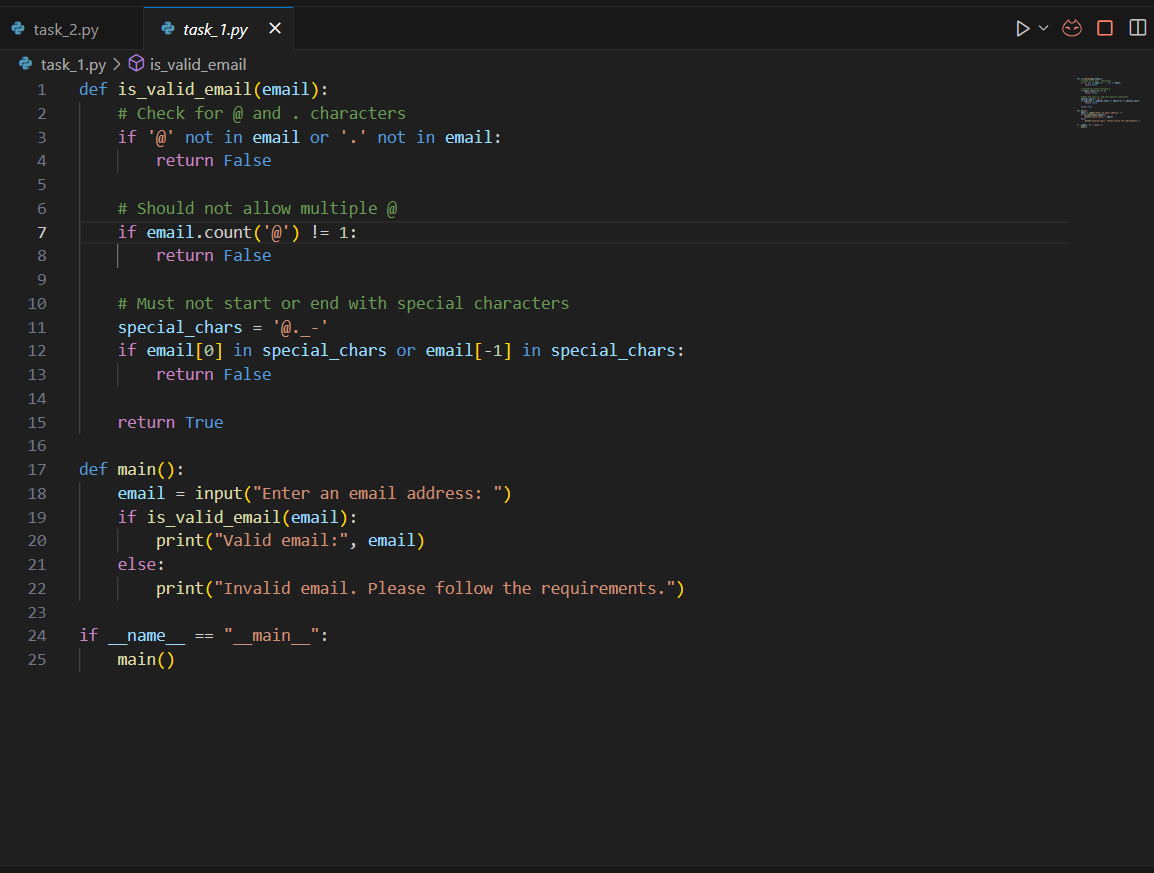 task_2.py
task_1.py
task_1.py > is_valid_email
1 def is_valid_email(email):
2     # Check for @ and . characters
3     if '@' not in email or '.' not in email:
4         return False
5
6     # Should not allow multiple @
7     if email.count('@') != 1:
8         return False
9
10     # Must not start or end with special characters
11     special_chars = '@._-'
12     if email[0] in special_chars or email[-1] in special_chars:
13         return False
14
15     return True
16
17 def main():
18     email = input("Enter an email address: ")
19     if is_valid_email(email):
20         print("Valid email:", email)
21     else:
22         print("Invalid email. Please follow the requirements.")
23
24 if __name__ == "__main__":
25     main()